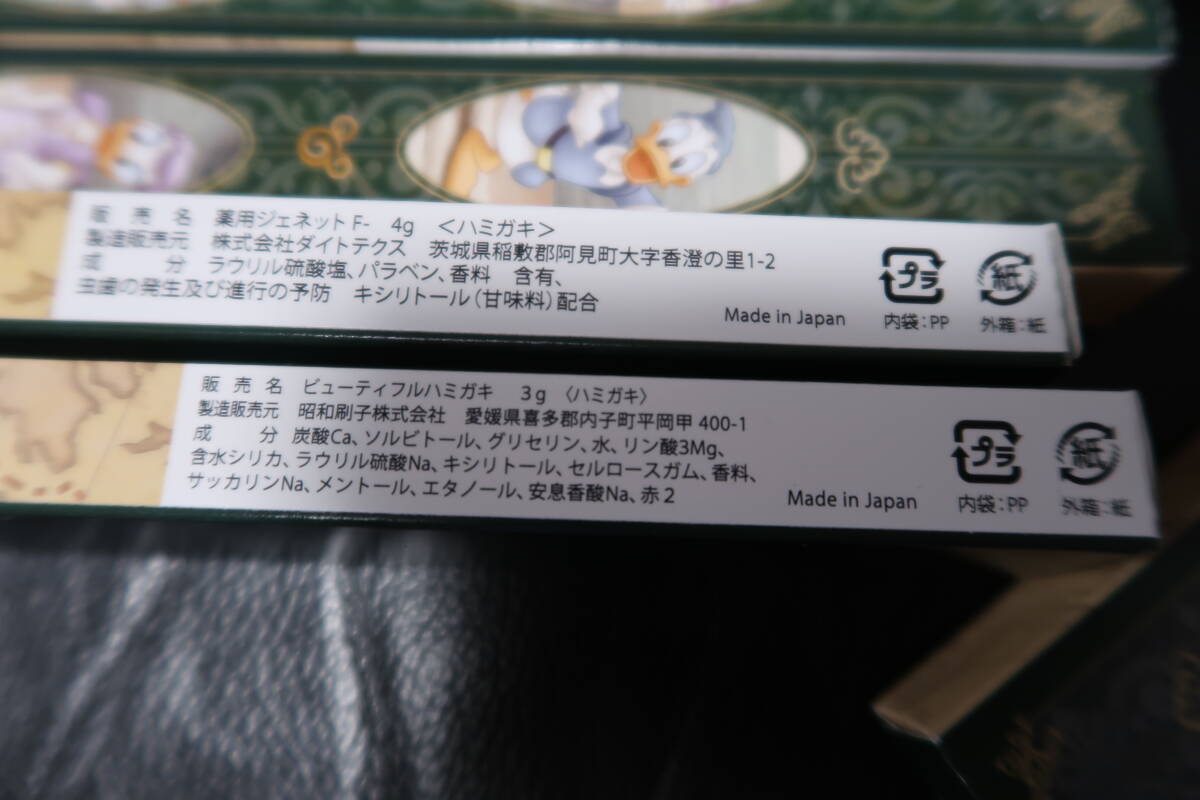 販売名 薬用ジェネットF- 4g <ハミガキ>
製造販売元 株式会社ダイトテクス 茨城県稲敷郡阿見町大字香澄の里1-2
成分 ラウリル硫酸塩、パラベン、香料 含有、
虫歯の発生及び進行の予防 キシリトール(甘味料)配合
Made in Japan
プラ
内袋:PP
紙
外箱:紙
販売名 ビューティフルハミガキ 3g 〈ハミガキ〉
製造販売元 昭和刷子株式会社 愛媛県喜多郡内子町平岡甲400-1
成分 炭酸Ca、ソルビトール、グリセリン、水、リン酸3Mg、
含水シリカ、ラウリル硫酸Na、キシリトール、セルロースガム、香料、
サッカリンNa、メントール、エタノール、安息香酸Na、赤2
Made in Japan
プラ
内袋:PP
紙
外箱:紙